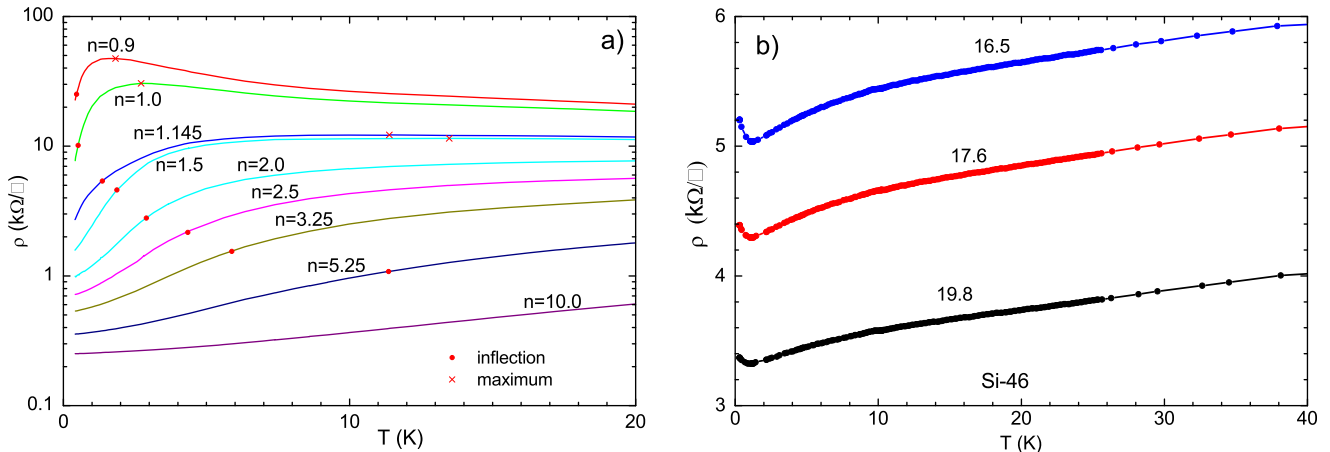 a)
100
10
1
0.1
ρ (kΩ/□)
n=0.9
n=1.0
n=1.145
n=1.5
n=2.0
n=2.5
n=3.25
n=5.25
n=10.0
inflection
maximum
0 10 20
T (K)
b)
6
5
4
3
ρ (kΩ/□)
16.5
17.6
19.8
Si-46
0 10 20 30 40
T (K)